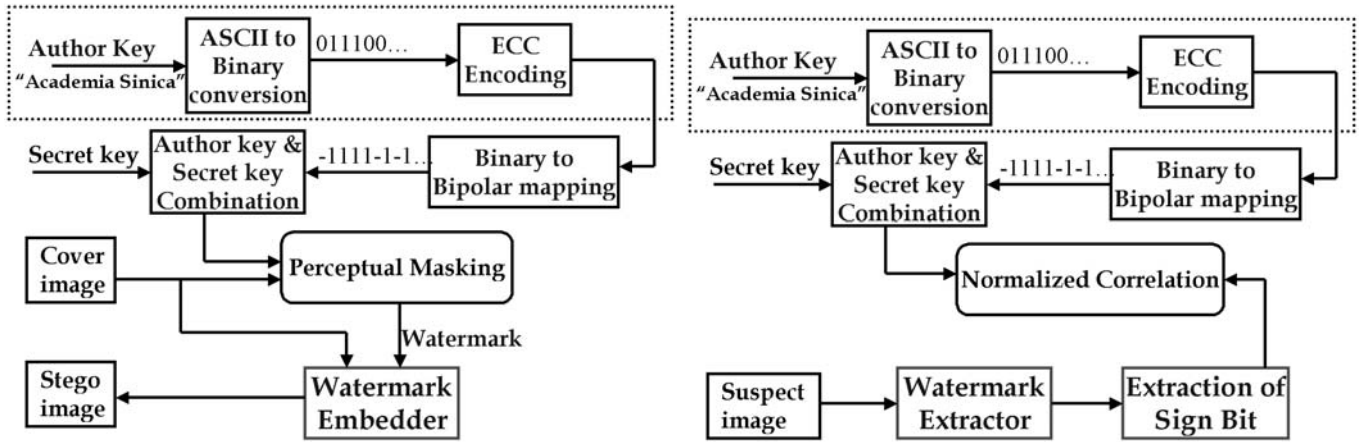 Author Key
"Academia Sinica"
ASCII to
Binary
conversion
011100...
ECC
Encoding
Secret key
Author key &
Secret key
Combination
-1111-1-1...
Binary to
Bipolar mapping
Cover
image
Perceptual Masking
Watermark
Stego
image
Watermark
Embedder
Author Key
"Academia Sinica"
ASCII to
Binary
conversion
011100...
ECC
Encoding
Secret key
Author key &
Secret key
Combination
-1111-1-1...
Binary to
Bipolar mapping
Normalized Correlation
Suspect
image
Watermark
Extractor
Extraction of
Sign Bit